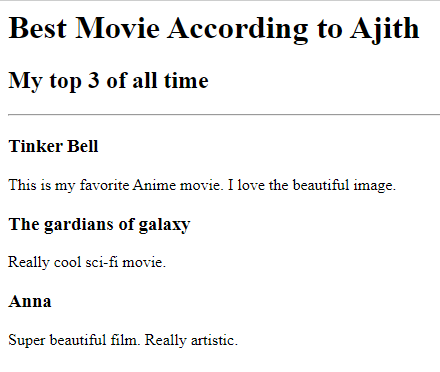 Best Movie According to Ajith
My top 3 of all time
Tinker Bell
This is my favorite Anime movie. I love the beautiful image.
The gardians of galaxy
Really cool sci-fi movie.
Anna
Super beautiful film. Really artistic.